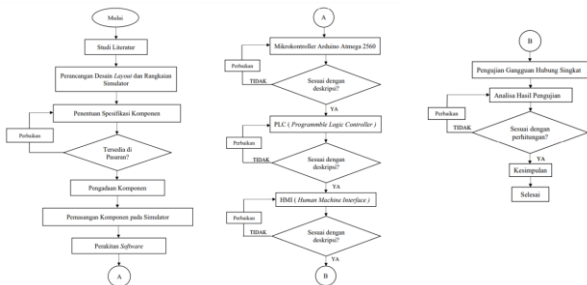 Mulai
Studi Literatur
Perancangan Desain Layout dan Rangkaian
Simulator
Penentuan Spesifikasi Komponen
Perbaikan
TIDAK
Tersedia di
Pasaran?
YA
Pengadaan Komponen
Pemasangan Komponen pada Simulator
Perakitan Software
A
A
Mikrokontroller Arduino Atmega 2560
Perbaikan
TIDAK
Sesuai dengan
deskripsi?
YA
PLC ( Programmble Logic Controller )
Perbaikan
TIDAK
Sesuai dengan
deskripsi?
YA
HMI ( Human Machine Interface )
Perbaikan
TIDAK
Sesuai dengan
deskripsi?
YA
B
B
Pengujian Gangguan Hubung Singkat
Analisa Hasil Pengujian
Perbaikan
TIDAK
Sesuai dengan
perhitungan?
YA
Kesimpulan
Selesai